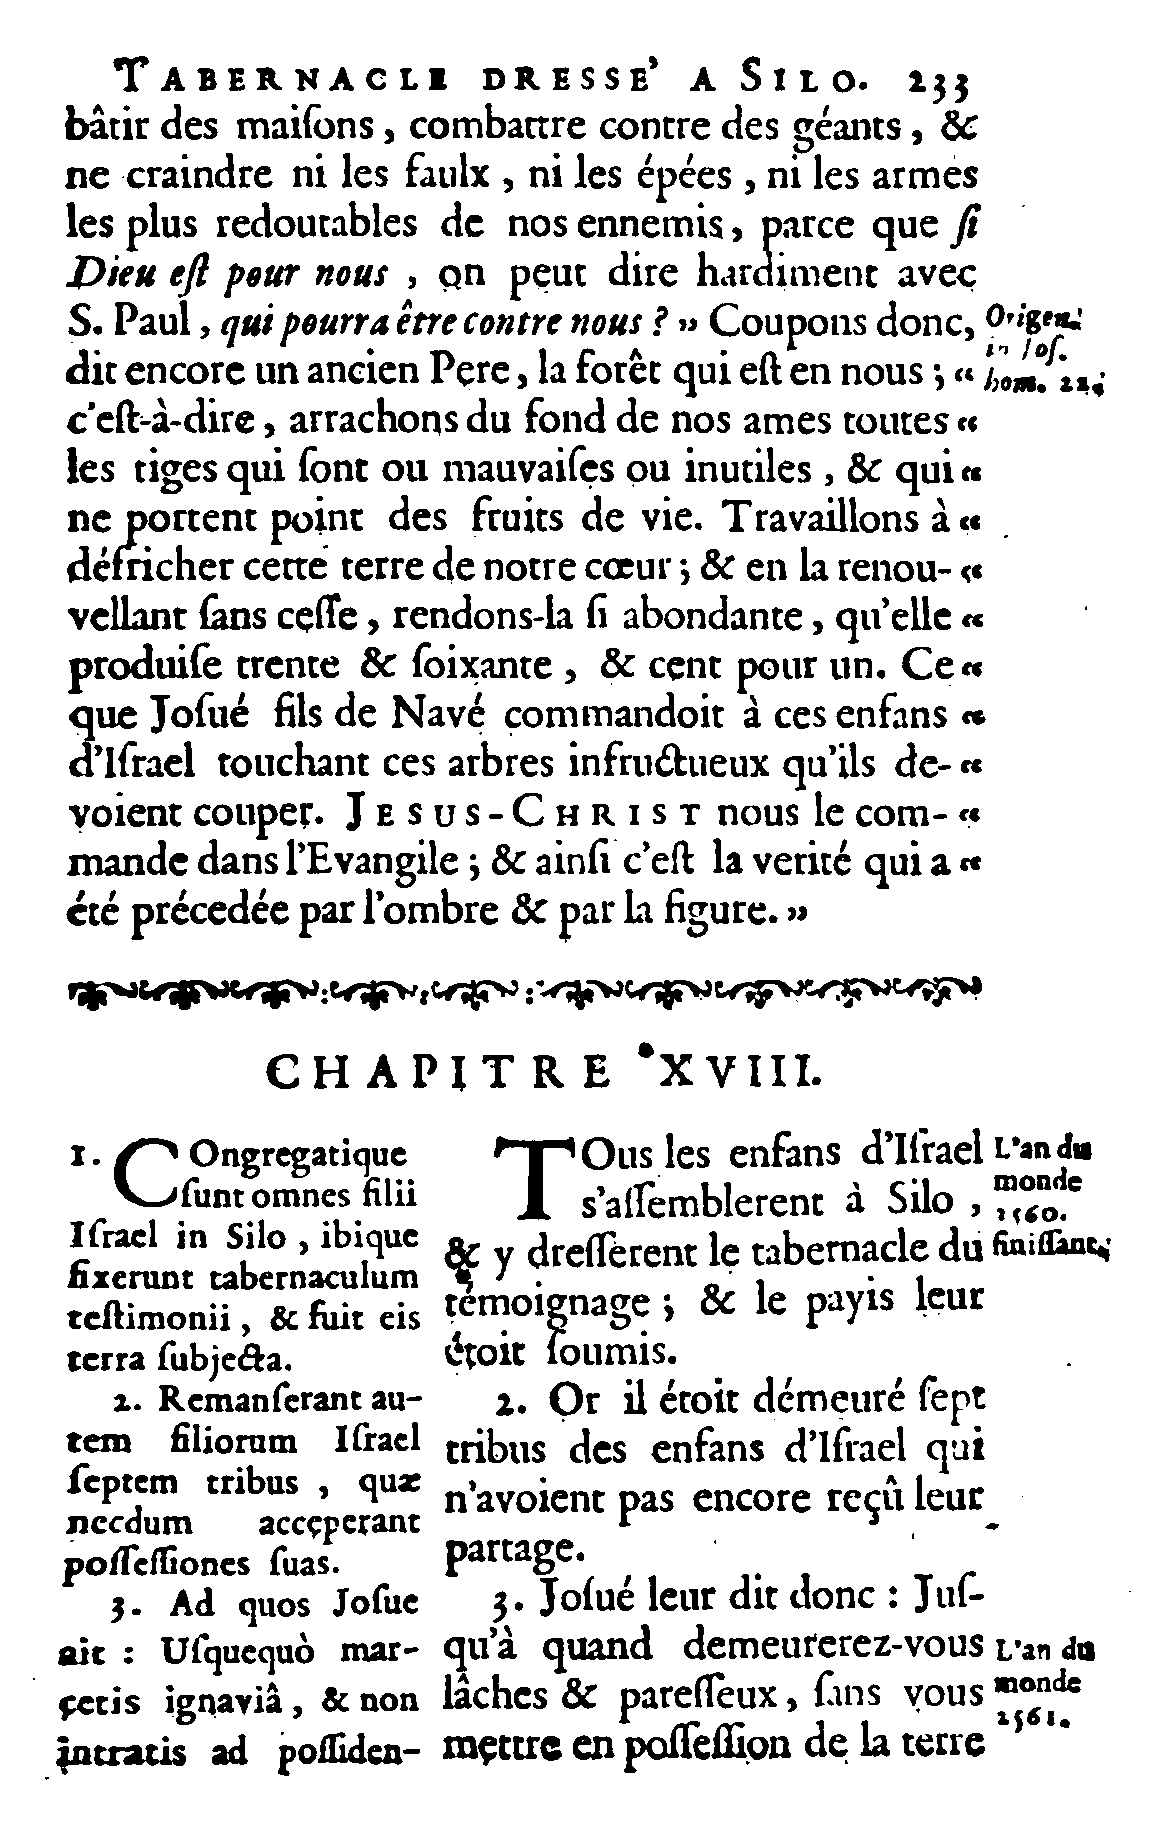 TABERNACLE DRESSE' A SILO. 233
bâtir des maiſons, combattre contre des géants, &
ne craindre ni les faulx, ni les épées, ni les armes
les plus redoutables de nos ennemis, parce que ſi
Dieu eſt pour nous, on peut dire hardiment avec
S. Paul, qui pourra être contre nous? » Coupons donc,
dit encore un ancien Pere, la forêt qui eſt en nous; “
c'eſt-à-dire, arrachons du fond de nos ames toutes “
les tiges qui ſont ou mauvaiſes ou inutiles, & qui “
ne portent point des fruits de vie. Travaillons à “
défricher cette terre de notre cœur; & en la renou- “
vellant ſans ceſſe, rendons-la ſi abondante, qu'elle “
produiſe trente & ſoixante, & cent pour un. Ce “
que Joſué fils de Navé commandoit à ces enfans “
d'Iſrael touchant ces arbres infructueux qu'ils de- “
voient couper. JESUS-CHRIST nous le com- “
mande dans l'Evangile; & ainſi c'eſt la verité qui a “
été précedée par l'ombre & par la figure. »
Origen.
in Joſ.
hom. 22.
CHAPITRE XVIII.
1. COngregatique
ſunt omnes filii
Iſrael in Silo, ibique
fixerunt tabernaculum
teſtimonii, & fuit eis
terra ſubjecta.
2. Remanſerant au-
tem filiorum Iſrael
ſeptem tribus, quæ
necdum acceperant
poſſeſſiones ſuas.
3. Ad quos Joſue
ait: Uſquequò mar-
cetis ignaviâ, & non
intratis ad poſſiden-
TOus les enfans d'Iſrael
s'aſſemblerent à Silo,
& y dreſſerent le tabernacle du
témoignage; & le payis leur
étoit ſoumis.
2. Or il étoit démeuré ſept
tribus des enfans d'Iſrael qui
n'avoient pas encore reçû leur
partage.
3. Joſué leur dit donc: Juſ-
qu'à quand demeurerez-vous
lâches & pareſſeux, ſans vous
mettre en poſſeſſion de la terre
L'an du
monde
2560.
finiſſant.
L'an du
monde
2561.